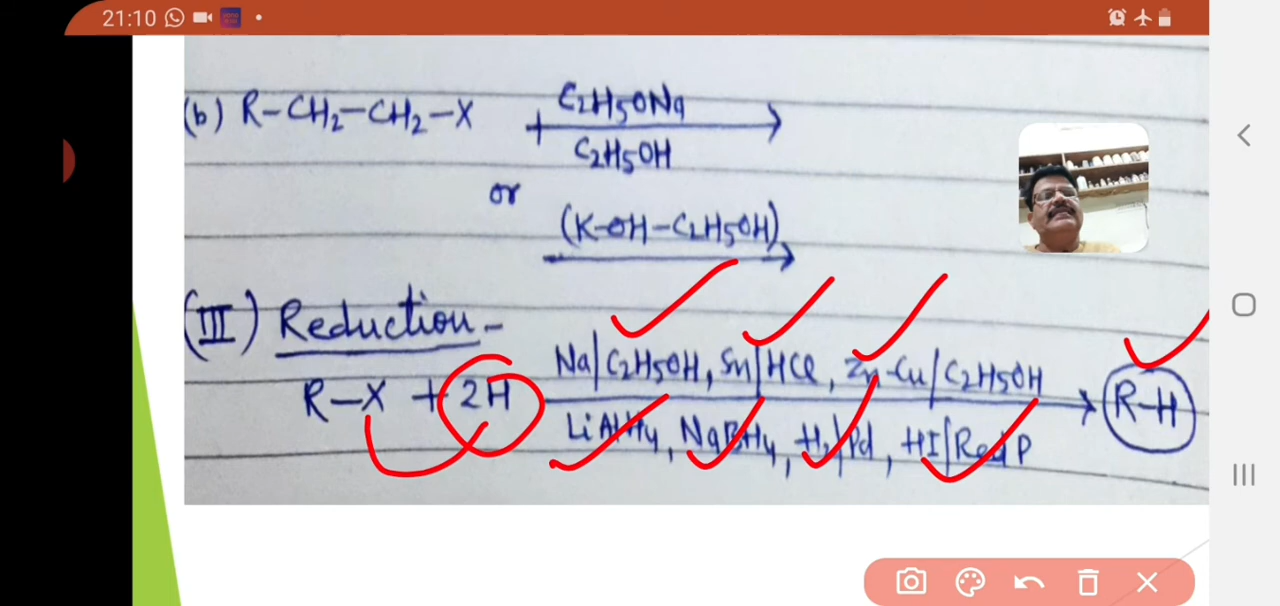 21:10
(b) R-CH₂-CH₂-X + C₂H₅ONa
C₂H₅OH
or
(K-OH-C₂H₅OH)
(III) Reduction-
Na|C₂H₅OH, Sn|HCl, Zn-Cu|C₂H₅OH
R-X + 2H R-H
LiAlH₄, NaBH₄, H₂|Pd, HI|Red P